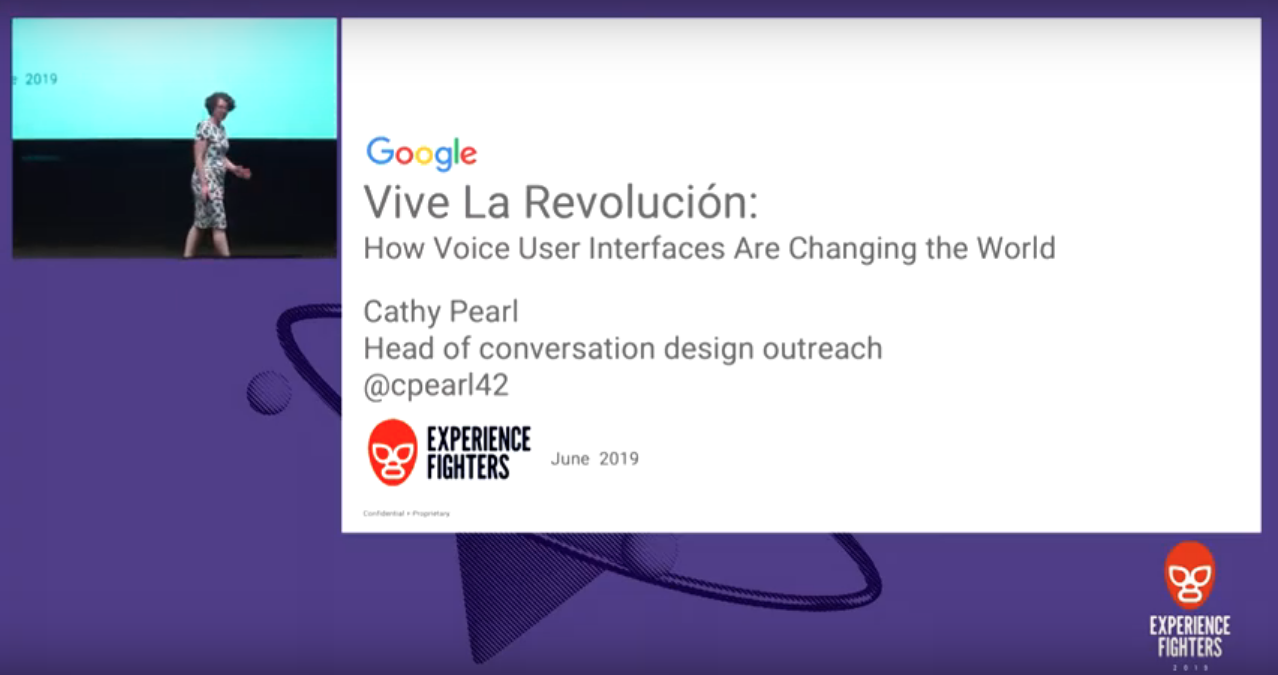 2019
Google
Vive La Revolución:
How Voice User Interfaces Are Changing the World
Cathy Pearl
Head of conversation design outreach
@cpearl42
EXPERIENCE
FIGHTERS
June 2019
Confidential + Proprietary
EXPERIENCE
FIGHTERS
2019